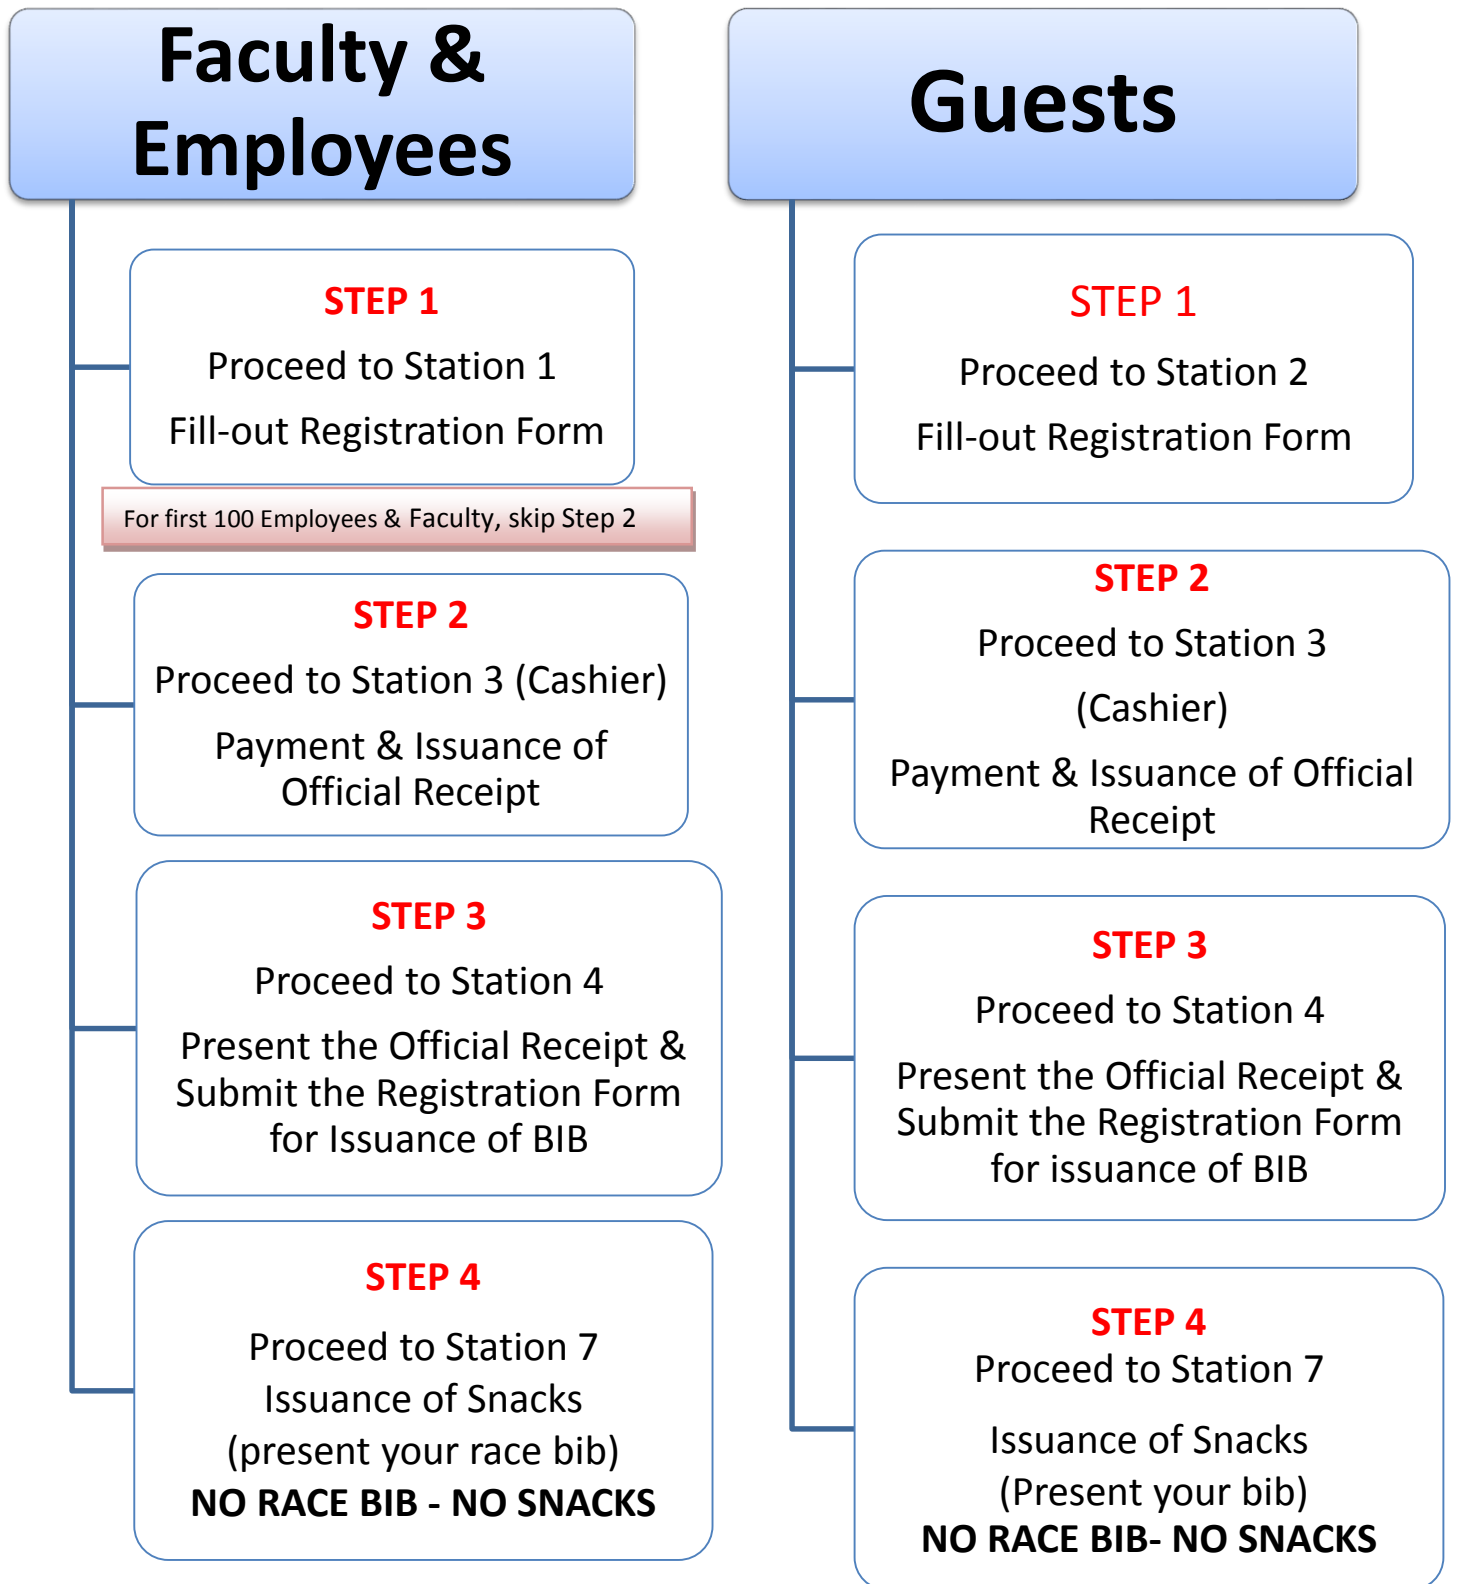 Faculty &
Employees
STEP 1
Proceed to Station 1
Fill-out Registration Form
For first 100 Employees & Faculty, skip Step 2
STEP 2
Proceed to Station 3 (Cashier)
Payment & Issuance of
Official Receipt
STEP 3
Proceed to Station 4
Present the Official Receipt &
Submit the Registration Form
for Issuance of BIB
STEP 4
Proceed to Station 7
Issuance of Snacks
(present your race bib)
NO RACE BIB - NO SNACKS
Guests
STEP 1
Proceed to Station 2
Fill-out Registration Form
STEP 2
Proceed to Station 3
(Cashier)
Payment & Issuance of Official
Receipt
STEP 3
Proceed to Station 4
Present the Official Receipt &
Submit the Registration Form
for issuance of BIB
STEP 4
Proceed to Station 7
Issuance of Snacks
(Present your bib)
NO RACE BIB- NO SNACKS